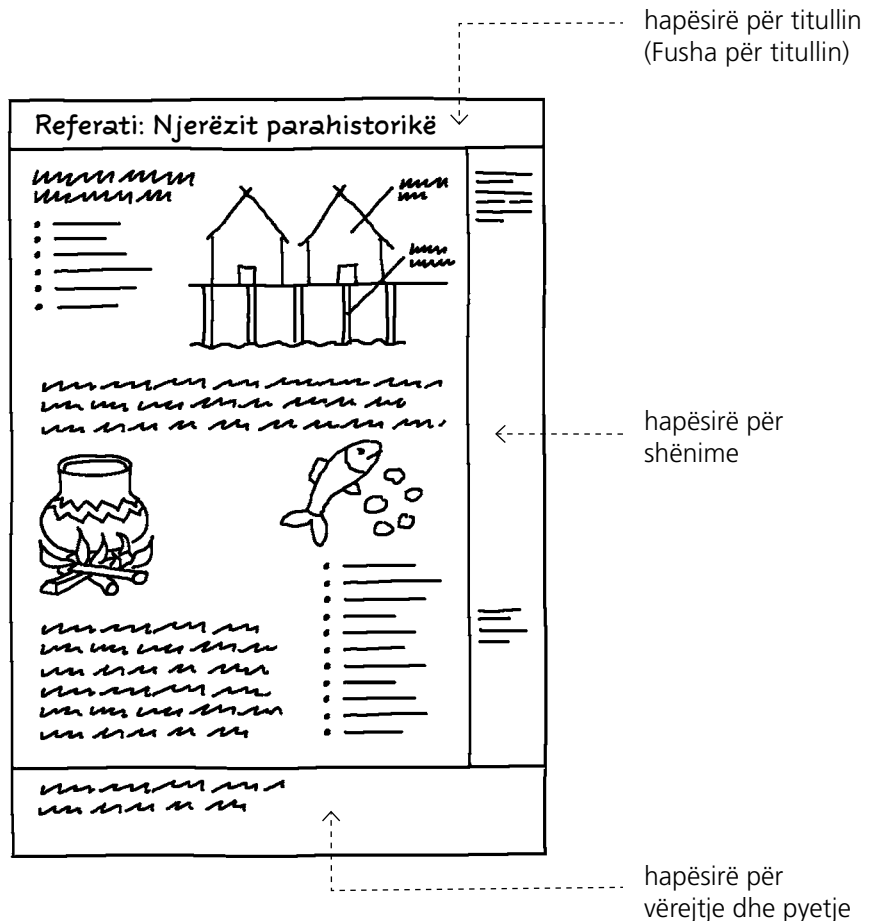 hapësirë për titullin
(Fusha për titullin)
Referati: Njerëzit parahistorikë
hapësirë për
shënime
hapësirë për
vërejtje dhe pyetje